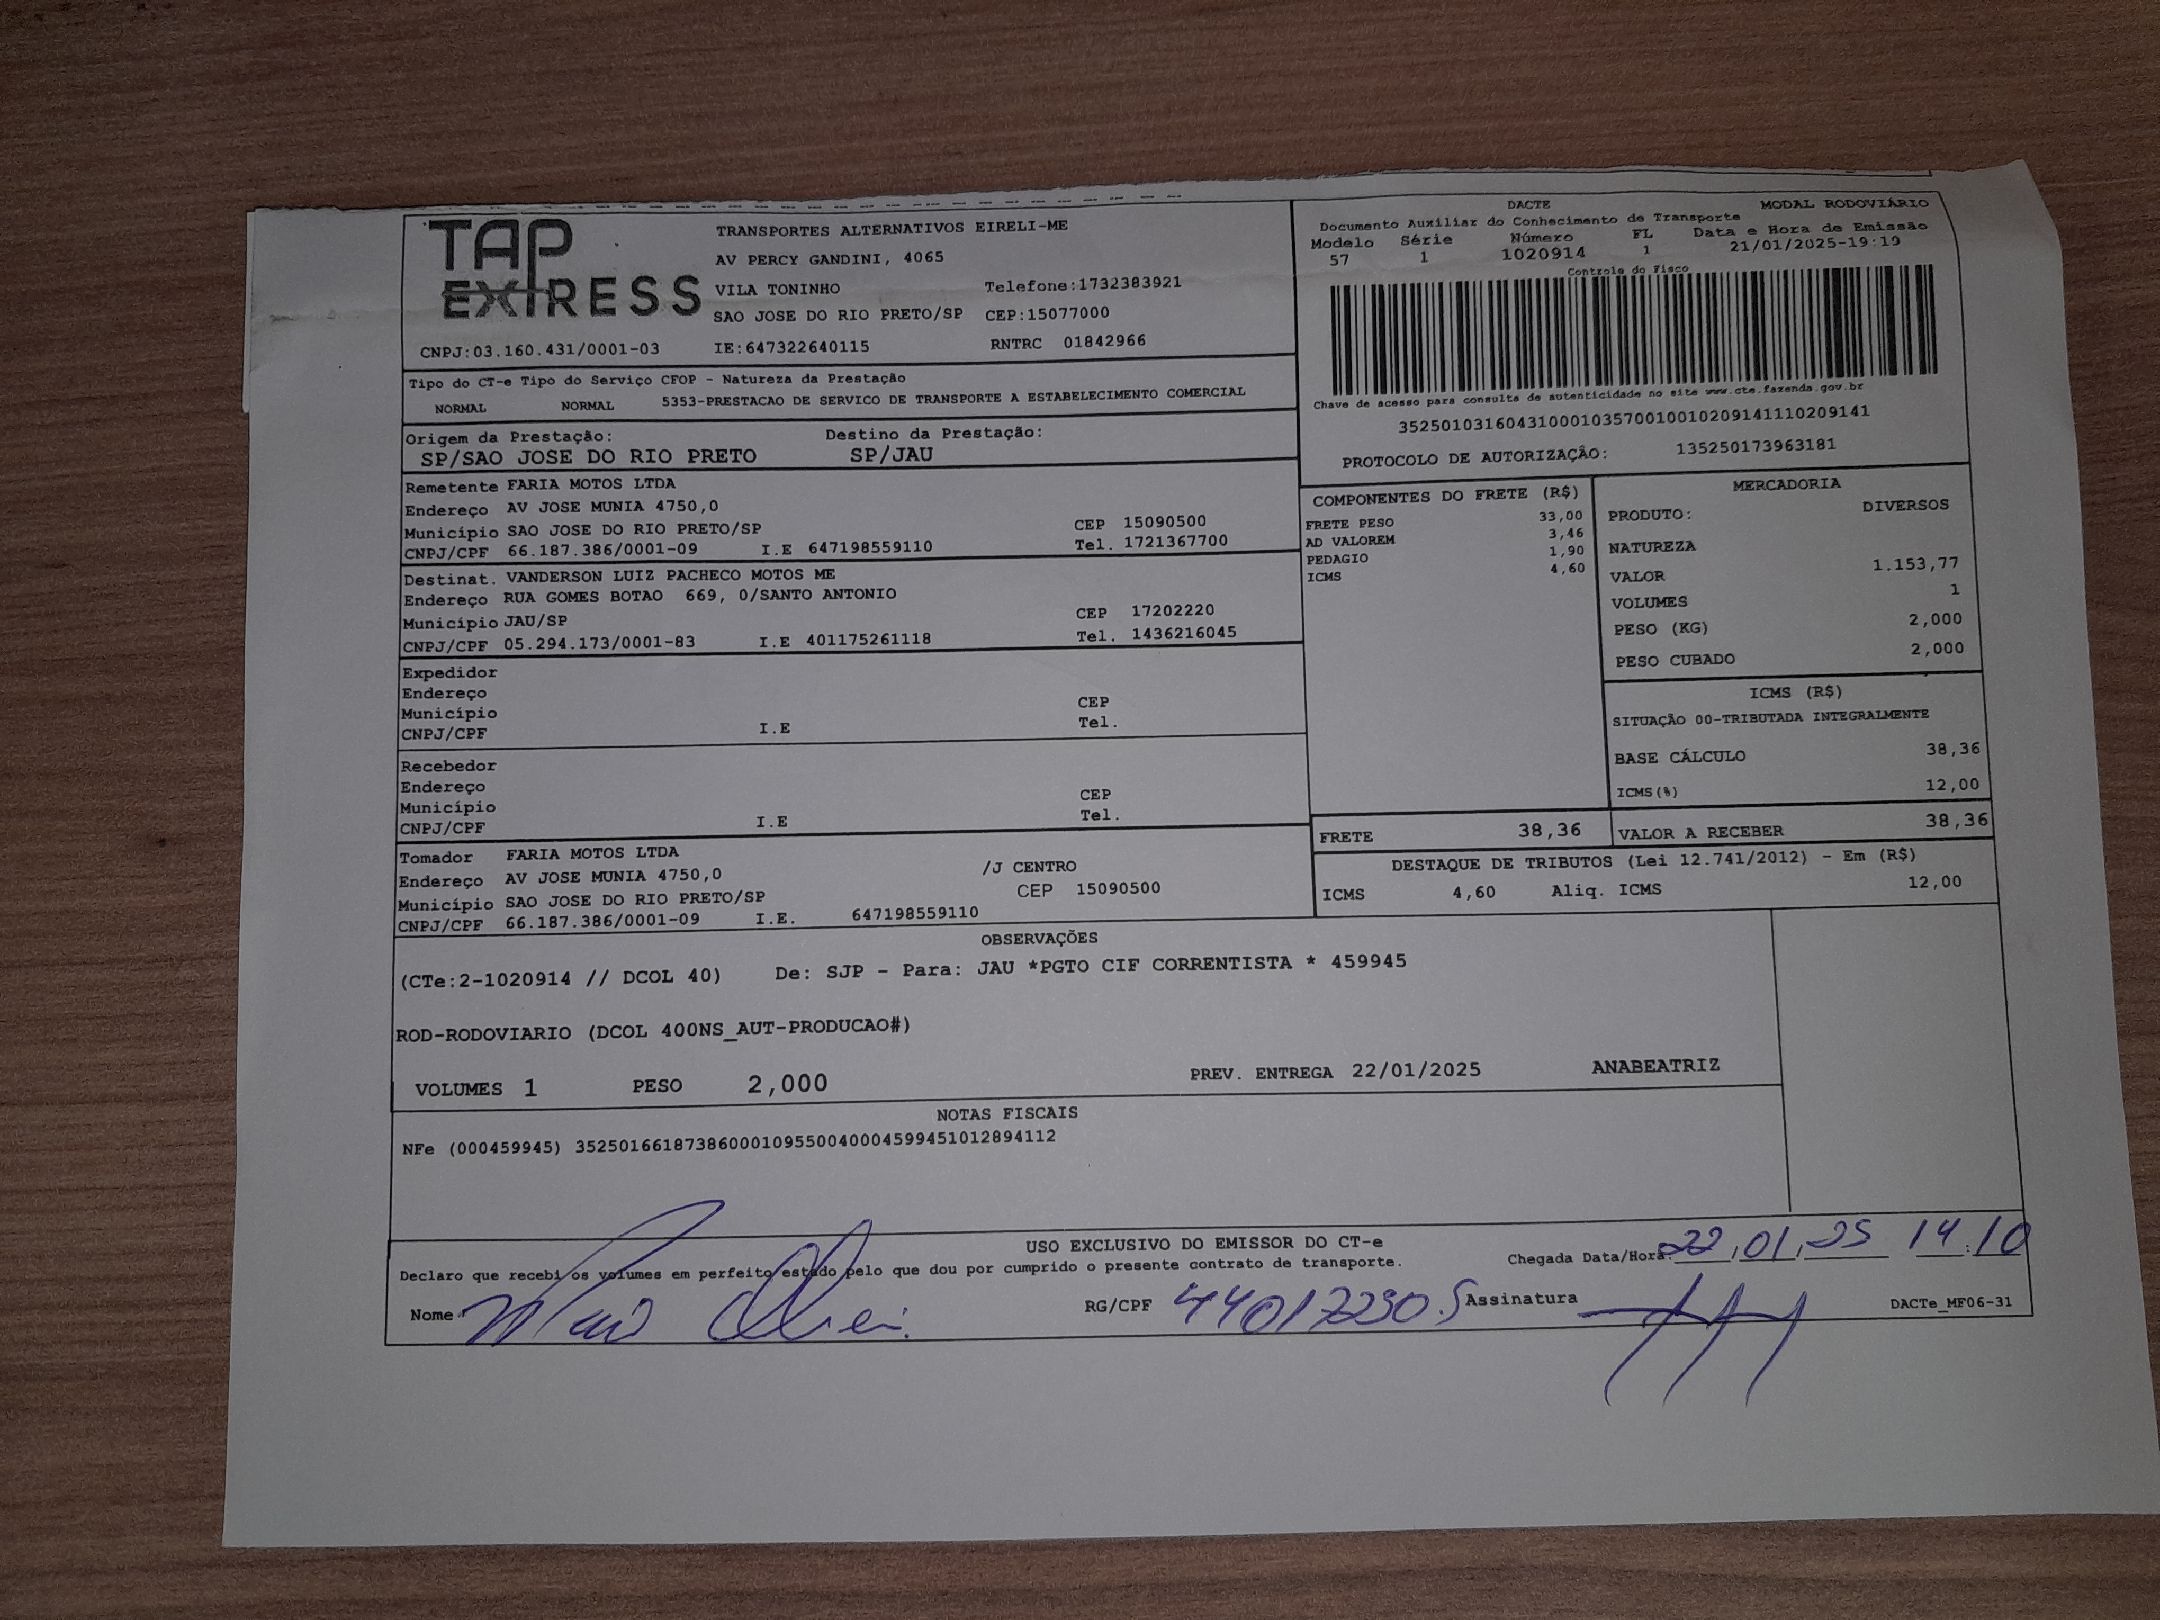 TAP
EXPRESS
TRANSPORTES ALTERNATIVOS EIRELI-ME
AV PERCY GANDINI, 4065
VILA TONINHO Telefone:1732383921
SAO JOSE DO RIO PRETO/SP CEP:15077000
CNPJ:03.160.431/0001-03 IE:647322640115 RNTRC 01842966
DACTE MODAL RODOVIÁRIO
Documento Auxiliar do Conhecimento de Transporte
Modelo Série Número FL Data e Hora de Emissão
57 1 1020914 1 21/01/2025-19:19
Controle do Fisco
Chave de acesso para consulta de autenticidade no site www.cte.fazenda.gov.br
35250103160431000103570010010209141110209141
PROTOCOLO DE AUTORIZAÇÃO: 135250173963181
Tipo do CT-e Tipo do Serviço CFOP - Natureza da Prestação
NORMAL NORMAL 5353-PRESTACAO DE SERVICO DE TRANSPORTE A ESTABELECIMENTO COMERCIAL
Origem da Prestação: Destino da Prestação:
SP/SAO JOSE DO RIO PRETO SP/JAU
Remetente FARIA MOTOS LTDA
Endereço AV JOSE MUNIA 4750,0
Município SAO JOSE DO RIO PRETO/SP CEP 15090500
CNPJ/CPF 66.187.386/0001-09 I.E 647198559110 Tel. 1721367700
Destinat. VANDERSON LUIZ PACHECO MOTOS ME
Endereço RUA GOMES BOTAO 669, 0/SANTO ANTONIO
Município JAU/SP CEP 17202220
CNPJ/CPF 05.294.173/0001-83 I.E 401175261118 Tel. 1436216045
Expedidor
Endereço
Município CEP
CNPJ/CPF I.E Tel.
Recebedor
Endereço
Município CEP
CNPJ/CPF I.E Tel.
Tomador FARIA MOTOS LTDA
Endereço AV JOSE MUNIA 4750,0 /J CENTRO
Município SAO JOSE DO RIO PRETO/SP CEP 15090500
CNPJ/CPF 66.187.386/0001-09 I.E. 647198559110
COMPONENTES DO FRETE (R$)
FRETE PESO 33,00
AD VALOREM 3,46
PEDAGIO 1,90
ICMS 4,60
MERCADORIA
PRODUTO: DIVERSOS
NATUREZA
VALOR 1.153,77
VOLUMES 1
PESO (KG) 2,000
PESO CUBADO 2,000
ICMS (R$)
SITUAÇÃO 00-TRIBUTADA INTEGRALMENTE
BASE CÁLCULO 38,36
ICMS(%) 12,00
FRETE 38,36 VALOR A RECEBER 38,36
DESTAQUE DE TRIBUTOS (Lei 12.741/2012) - Em (R$)
ICMS 4,60 Aliq. ICMS 12,00
OBSERVAÇÕES
(CTe:2-1020914 // DCOL 40) De: SJP - Para: JAU *PGTO CIF CORRENTISTA * 459945
ROD-RODOVIARIO (DCOL 400NS_AUT-PRODUCAO#)
VOLUMES 1 PESO 2,000 PREV. ENTREGA 22/01/2025 ANABEATRIZ
NOTAS FISCAIS
NFe (000459945) 35250166187386000109550040004599451012894112
USO EXCLUSIVO DO EMISSOR DO CT-e
Chegada Data/Hora: 22/01/25 14:10
Declaro que recebi os volumes em perfeito estado pelo que dou por cumprido o presente contrato de transporte.
Nome: RG/CPF 44017230.5 Assinatura DACTe_MF06-31